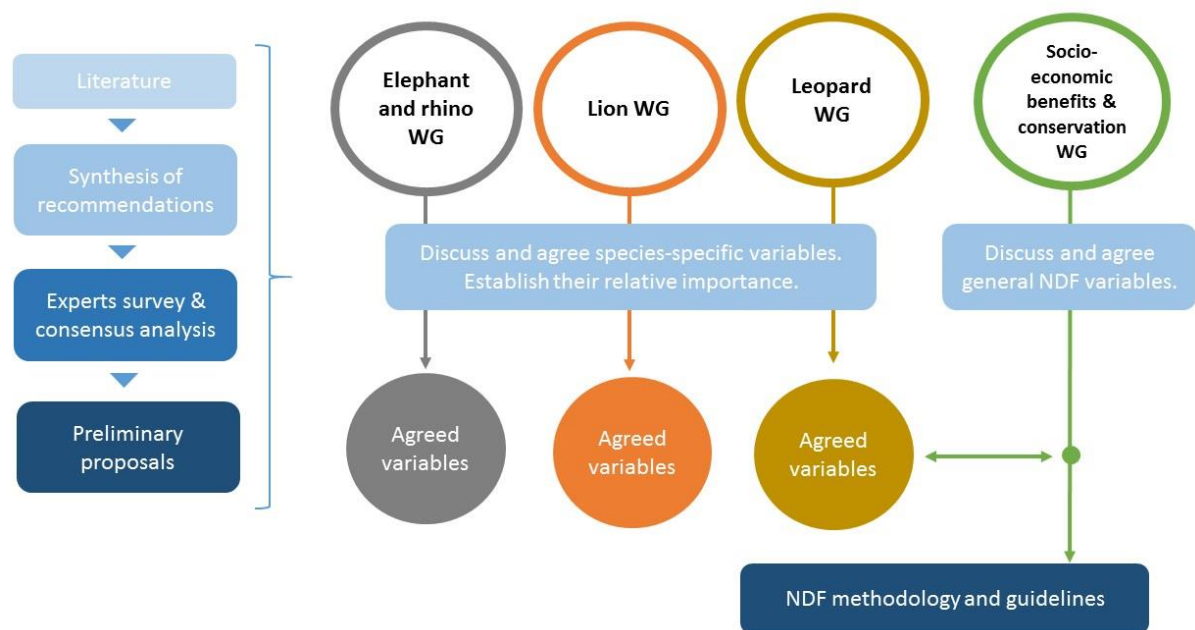 Literature
Synthesis of
recommendations
Experts survey &
consensus analysis
Preliminary
proposals
Elephant
and rhino
WG
Lion WG
Leopard
WG
Socio-
economic
benefits &
conservation
WG
Discuss and agree species-specific variables.
Establish their relative importance.
Discuss and agree
general NDF variables.
Agreed
variables
Agreed
variables
Agreed
variables
NDF methodology and guidelines